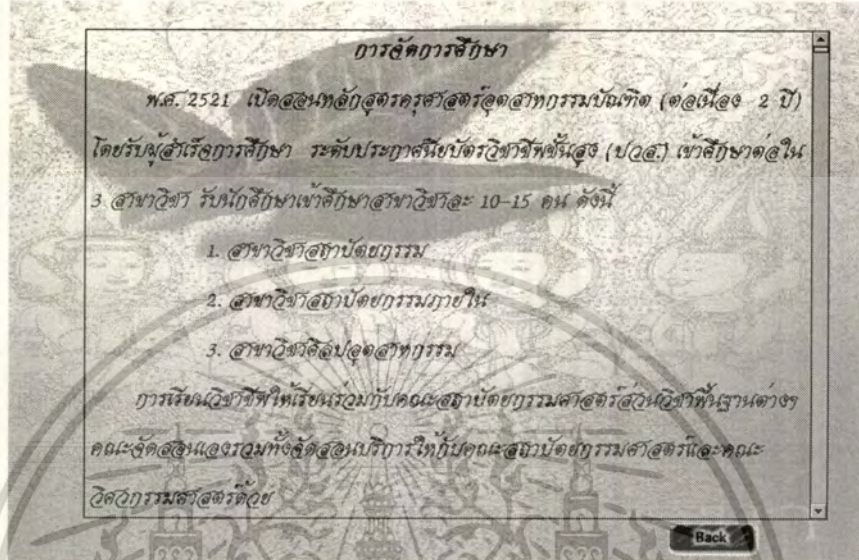 การจัดการศึกษา
พ.ศ. 2521 เปิดสอนหลักสูตรครุศาสตร์อุตสาหกรรมบัณฑิต (ต่อเนื่อง 2 ปี)
โดยรับผู้สำเร็จการศึกษา ระดับประกาศนียบัตรวิชาชีพชั้นสูง (ปวส.) เข้าศึกษาต่อใน
3 สาขาวิชา รับนักศึกษาเข้าศึกษาสาขาวิชาละ 10-15 คน ดังนี้
1. สาขาวิชาสถาปัตยกรรม
2. สาขาวิชาสถาปัตยกรรมภายใน
3. สาขาวิชาศิลปอุตสาหกรรม
การเรียนวิชาชีพให้เรียนร่วมกับคณะสถาปัตยกรรมศาสตร์ส่วนวิชาพื้นฐานต่างๆ
คณะจัดสอนเองรวมทั้งจัดสอนบริการให้กับคณะสถาปัตยกรรมศาสตร์และคณะ
วิศวกรรมศาสตร์ด้วย
Back